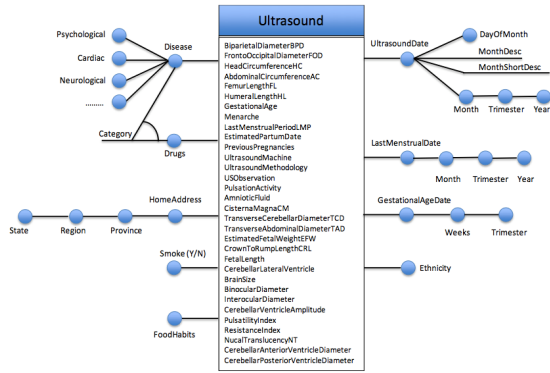 Ultrasound
BiparietalDiameterBPD
FrontoOccipitalDiameterFOD
HeadCircumferenceHC
AbdominalCircumferenceAC
FemurLengthFL
HumeralLengthHL
GestationalAge
Menarche
LastMenstrualPeriodLMP
EstimatedPartumDate
PreviousPregnancies
UltrasoundMachine
UltrasoundMethodology
USObservation
PulsationActivity
AmnioticFluid
CisternaMagnaCM
TransverseCerebellarDiameterTCD
TransverseAbdominalDiameterTAD
EstimatedFetalWeightEFW
CrownToRumpLengthCRL
FetalLength
CerebellarLateralVentricle
BrainSize
BinocularDiameter
InterocularDiameter
CerebellarVentricleAmplitude
PulsatilityIndex
ResistanceIndex
NucalTranslucencyNT
CerebellarAnteriorVentricleDiameter
CerebellarPosteriorVentricleDiameter
Psychological
Disease
Cardiac
Neurological
.........
Category
Drugs
HomeAddress
State
Region
Province
Smoke (Y/N)
FoodHabits
UltrasoundDate
DayOfMonth
MonthDesc
MonthShortDesc
Month
Trimester
Year
LastMenstrualDate
Month
Trimester
Year
GestationalAgeDate
Weeks
Trimester
Ethnicity